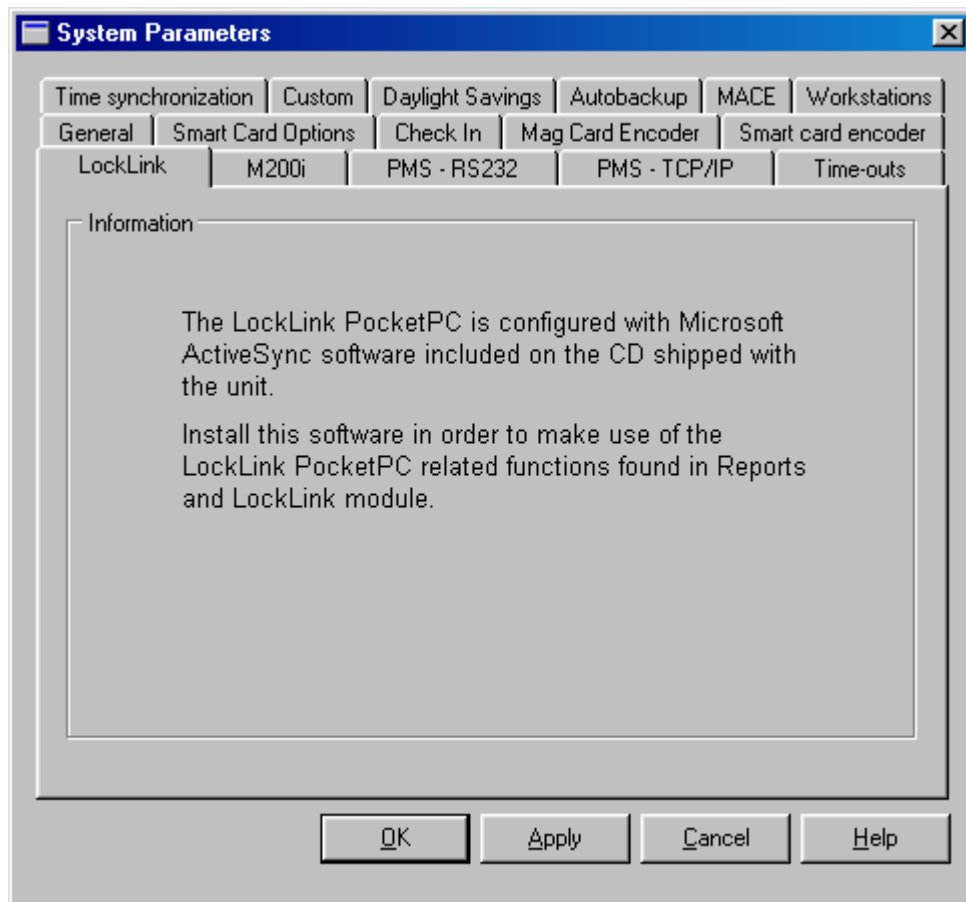 System Parameters
Time synchronization Custom Daylight Savings Autobackup MACE Workstations
General Smart Card Options Check In Mag Card Encoder Smart card encoder
LockLink M200i PMS - RS232 PMS - TCP/IP Time-outs
Information
The LockLink PocketPC is configured with Microsoft
ActiveSync software included on the CD shipped with
the unit.
Install this software in order to make use of the
LockLink PocketPC related functions found in Reports
and LockLink module.
OK Apply Cancel Help